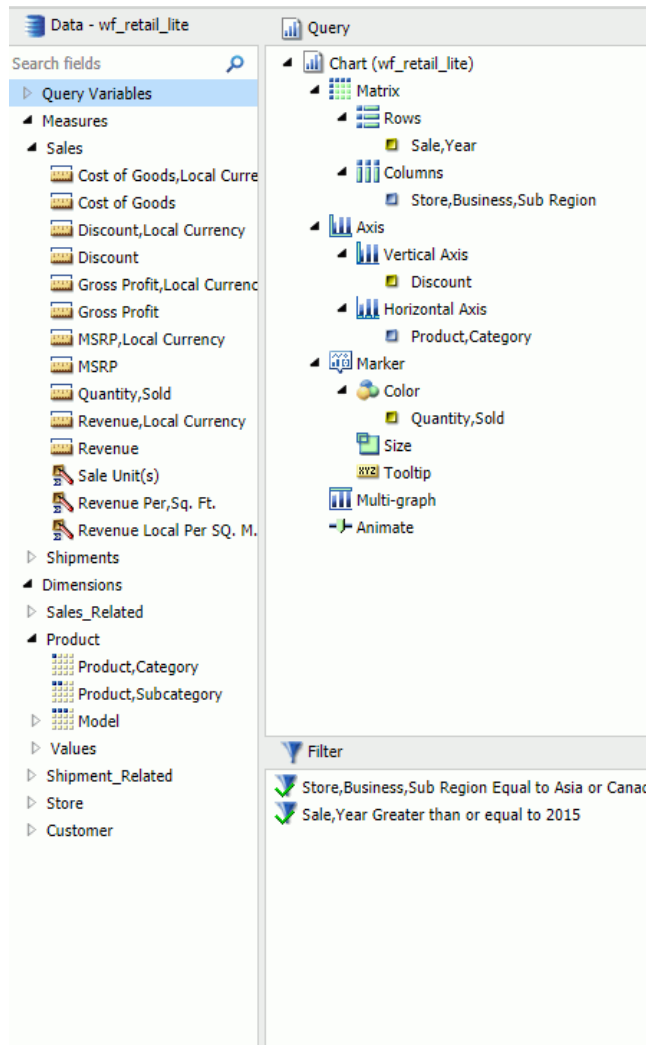 Data - wf_retail_lite
Search fields
Query Variables
Measures
Sales
Cost of Goods,Local Curre
Cost of Goods
Discount,Local Currency
Discount
Gross Profit,Local Currenc
Gross Profit
MSRP,Local Currency
MSRP
Quantity,Sold
Revenue,Local Currency
Revenue
Sale Unit(s)
Revenue Per,Sq. Ft.
Revenue Local Per SQ. M.
Shipments
Dimensions
Sales_Related
Product
Product,Category
Product,Subcategory
Model
Values
Shipment_Related
Store
Customer
Query
Chart (wf_retail_lite)
Matrix
Rows
Sale,Year
Columns
Store,Business,Sub Region
Axis
Vertical Axis
Discount
Horizontal Axis
Product,Category
Marker
Color
Quantity,Sold
Size
XYZ Tooltip
Multi-graph
Animate
Filter
Store,Business,Sub Region Equal to Asia or Canad
Sale,Year Greater than or equal to 2015